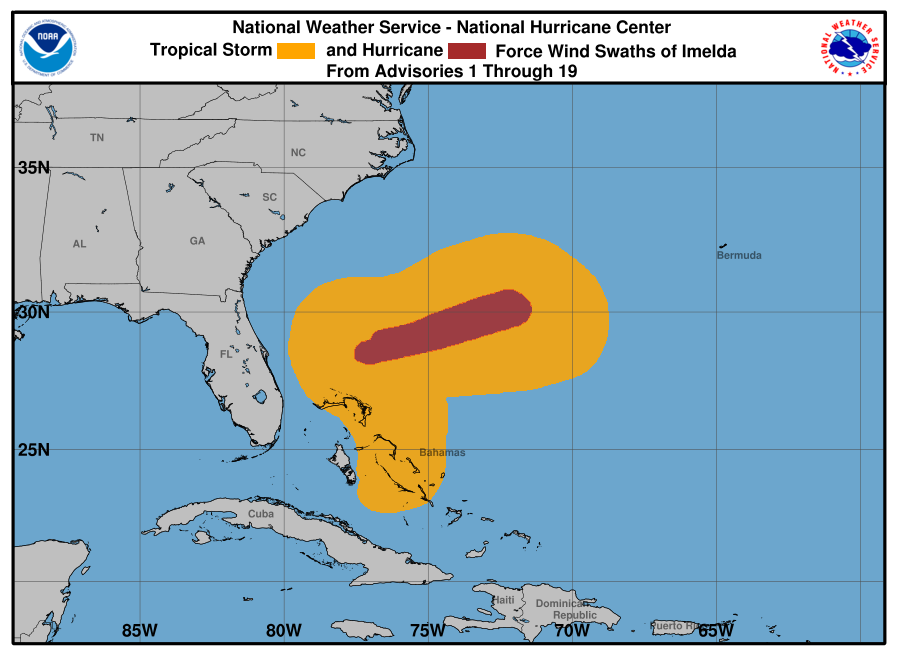 National Weather Service - National Hurricane Center
Tropical Storm and Hurricane Force Wind Swaths of Imelda
From Advisories 1 Through 19
NOAA
NATIONAL WEATHER SERVICE
TN
NC
35N
SC
AL
GA
Bermuda
30N
FL
25N
Bahamas
Cuba
Haiti
Dominican
Republic
85W
80W
75W
70W
65W